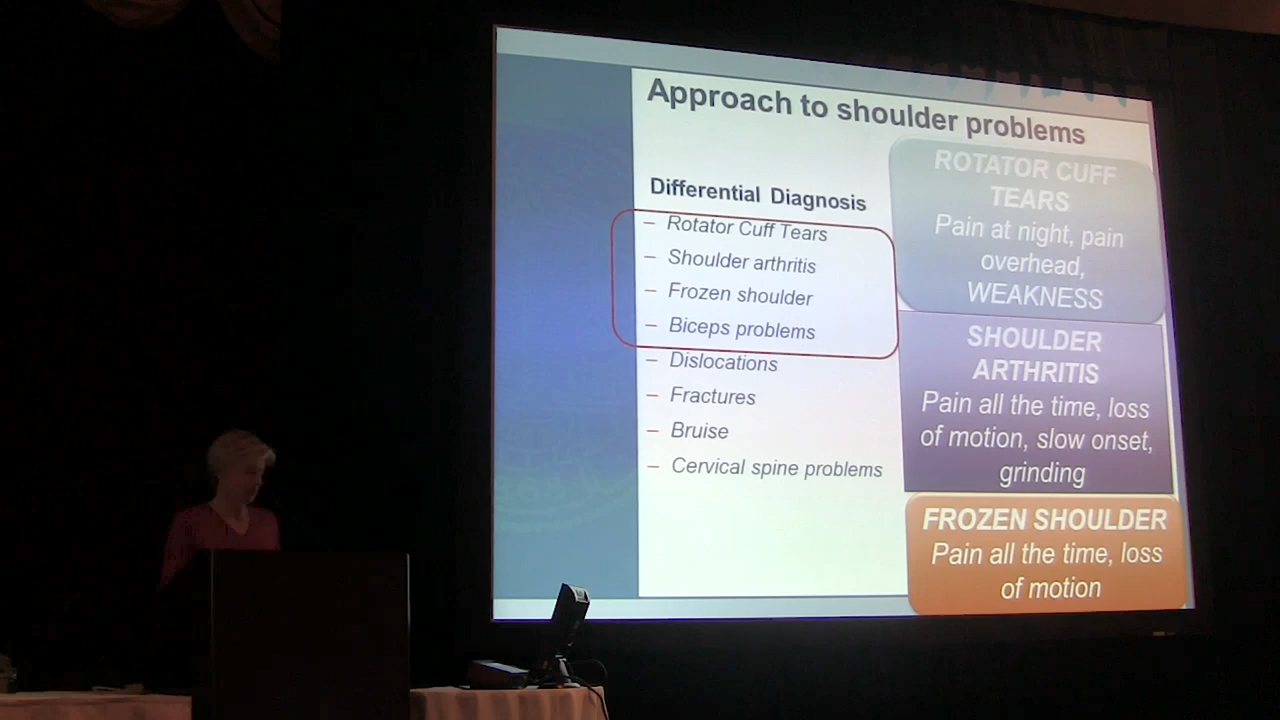 Approach to shoulder problems
Differential Diagnosis
– Rotator Cuff Tears
– Shoulder arthritis
– Frozen shoulder
– Biceps problems
– Dislocations
– Fractures
– Bruise
– Cervical spine problems
ROTATOR CUFF
TEARS
Pain at night, pain
overhead,
WEAKNESS
SHOULDER
ARTHRITIS
Pain all the time, loss
of motion, slow onset,
grinding
FROZEN SHOULDER
Pain all the time, loss
of motion